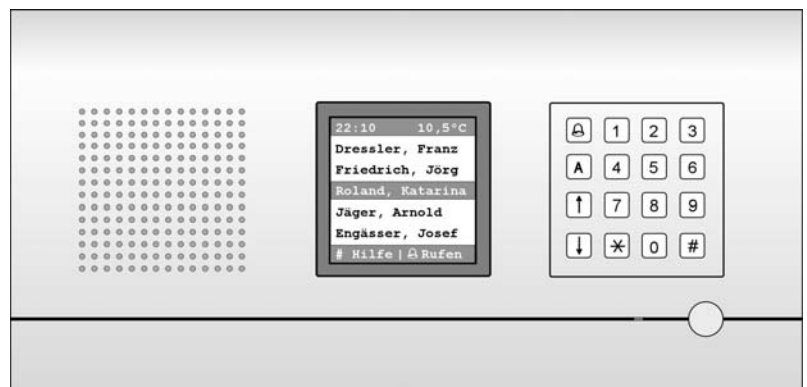 22:10 10,5°C
Dressler, Franz
Friedrich, Jörg
Roland, Katarina
Jäger, Arnold
Engässer, Josef
# Hilfe | Rufen
1 2 3
A 4 5 6
↑ 7 8 9
↓ * 0 #